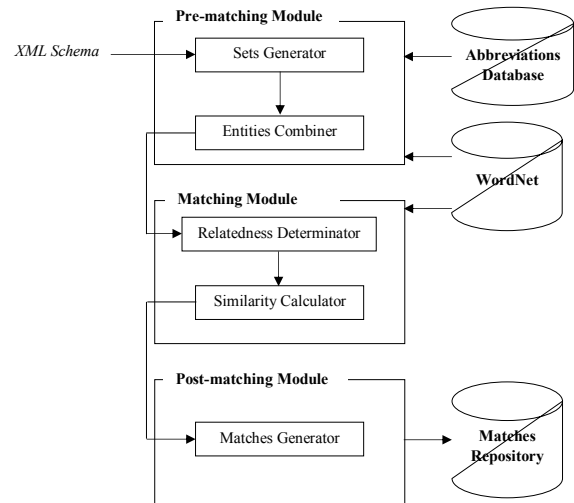 Pre-matching Module
XML Schema
Sets Generator
Abbreviations
Database
Entities Combiner
WordNet
Matching Module
Relatedness Determinator
Similarity Calculator
Post-matching Module
Matches Generator
Matches
Repository